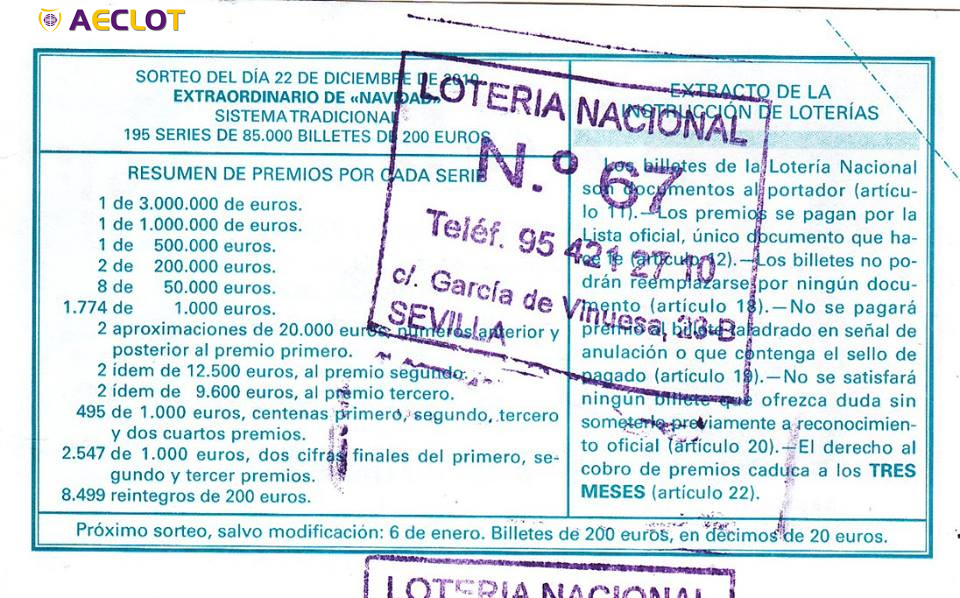 AECLOT
SORTEO DEL DÍA 22 DE DICIEMBRE DE 2010
EXTRAORDINARIO DE «NAVIDAD»
SISTEMA TRADICIONAL
195 SERIES DE 85.000 BILLETES DE 200 EUROS
RESUMEN DE PREMIOS POR CADA SERIE
1 de 3.000.000 de euros.
1 de 1.000.000 de euros.
1 de 500.000 euros.
2 de 200.000 euros.
8 de 50.000 euros.
1.774 de 1.000 euros.
2 aproximaciones de 20.000 euros, números anterior y
posterior al premio primero.
2 ídem de 12.500 euros, al premio segundo.
2 ídem de 9.600 euros, al premio tercero.
495 de 1.000 euros, centenas primero, segundo, tercero
y dos cuartos premios.
2.547 de 1.000 euros, dos cifras finales del primero, se-
gundo y tercer premios.
8.499 reintegros de 200 euros.
EXTRACTO DE LA
INSTRUCCIÓN DE LOTERÍAS
Los billetes de la Lotería Nacional
son documentos al portador (artícu-
lo 11).—Los premios se pagan por la
Lista oficial, único documento que ha-
ce fe (artículo 12).—Los billetes no po-
drán reemplazarse por ningún docu-
mento (artículo 18).—No se pagará
premio al billete taladrado en señal de
anulación o que contenga el sello de
pagado (artículo 19).—No se satisfará
ningún billete que ofrezca duda sin
someterlo previamente a reconocimien-
to oficial (artículo 20).—El derecho al
cobro de premios caduca a los TRES
MESES (artículo 22).
Próximo sorteo, salvo modificación: 6 de enero. Billetes de 200 euros, en décimos de 20 euros.
LOTERIA NACIONAL
N.º 67
Teléf. 95 421 27 10
c/. García de Vinuesa, 23-B
SEVILLA
LOTERIA NACIONAL